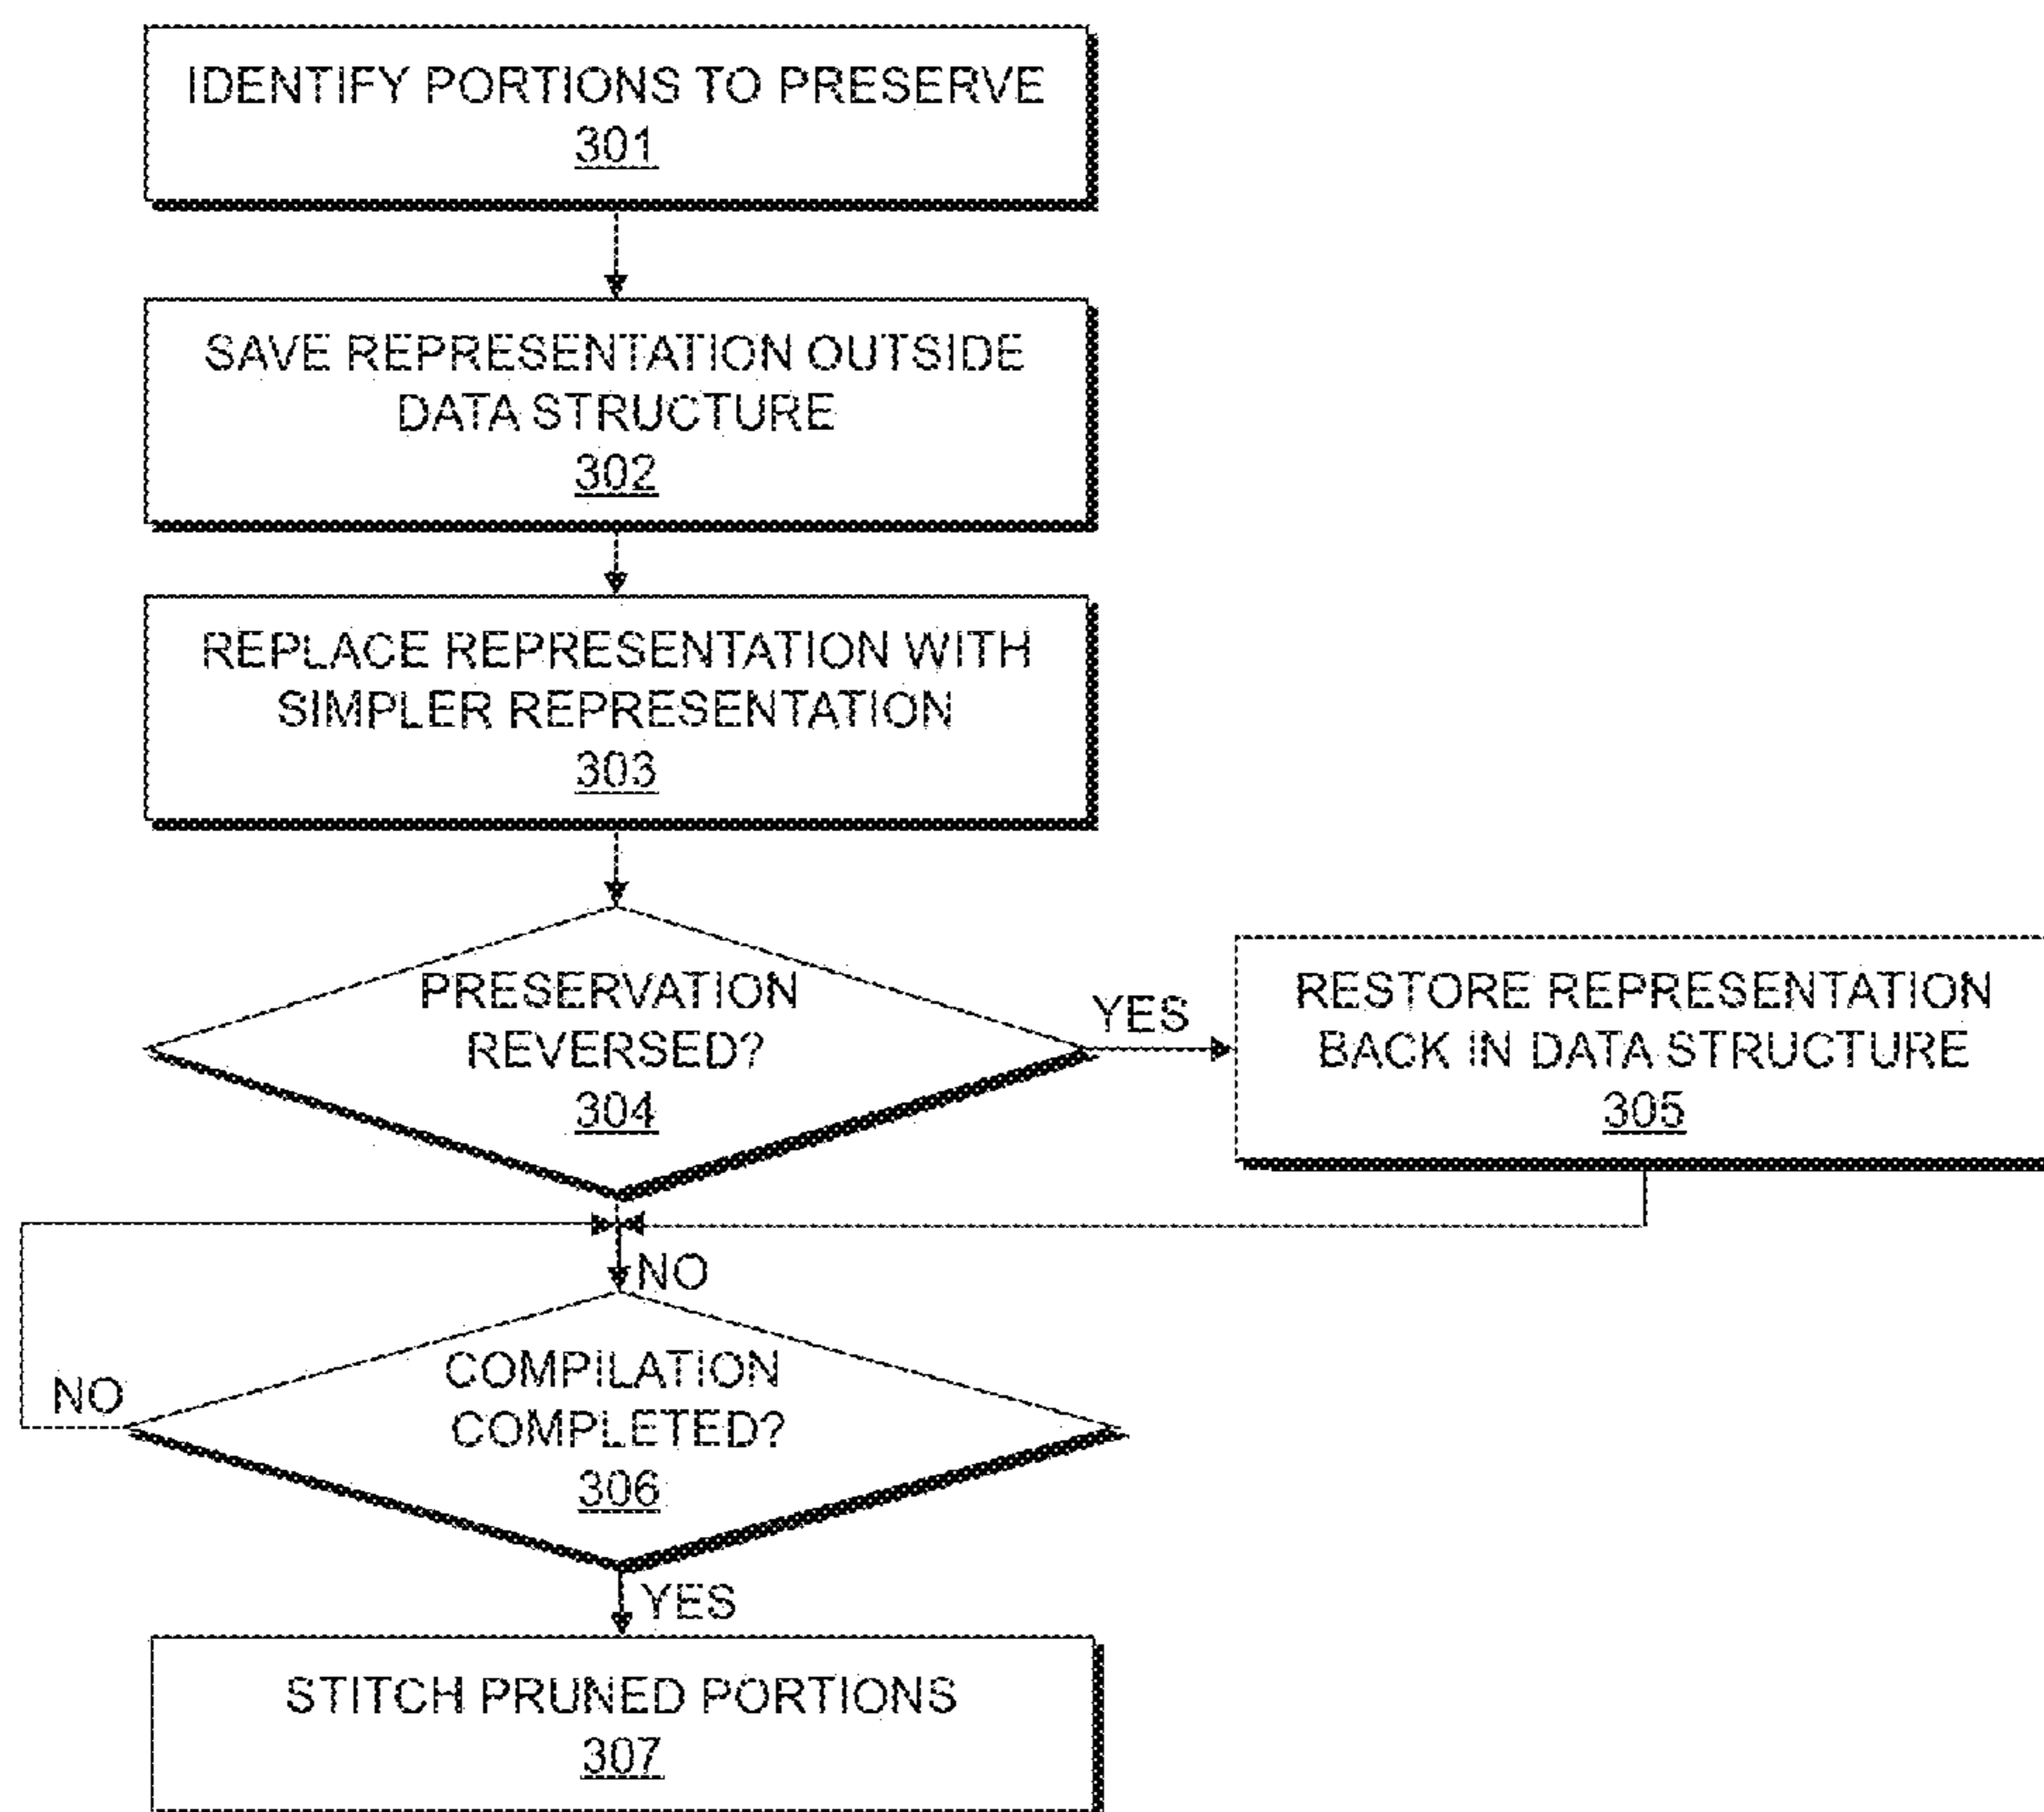 IDENTIFY PORTIONS TO PRESERVE
301
SAVE REPRESENTATION OUTSIDE
DATA STRUCTURE
302
REPLACE REPRESENTATION WITH
SIMPLER REPRESENTATION
303
PRESERVATION
REVERSED?
304
YES
RESTORE REPRESENTATION
BACK IN DATA STRUCTURE
305
NO
COMPILATION
COMPLETED?
306
NO
YES
STITCH PRUNED PORTIONS
307